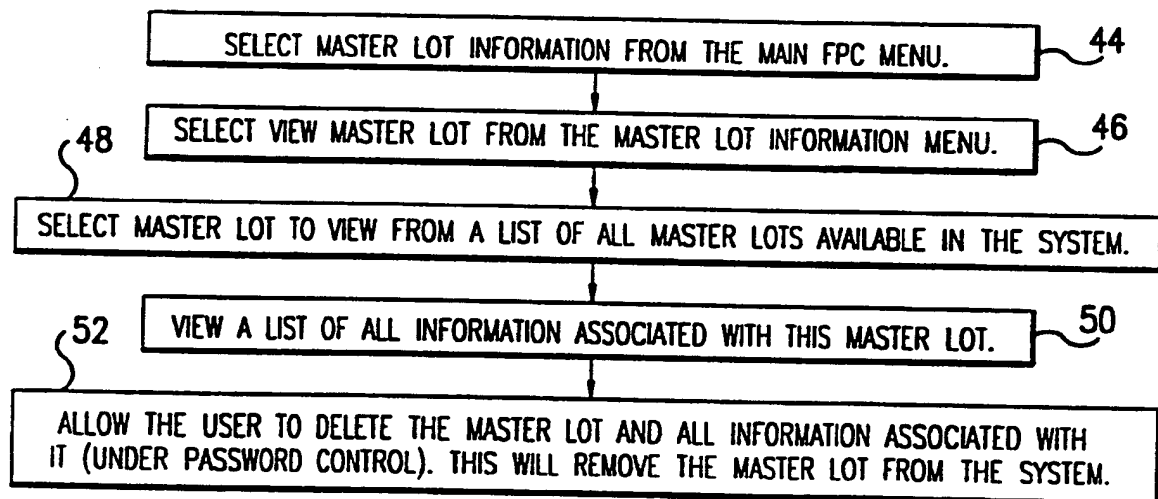 SELECT MASTER LOT INFORMATION FROM THE MAIN FPC MENU.
44
SELECT VIEW MASTER LOT FROM THE MASTER LOT INFORMATION MENU.
46
48
SELECT MASTER LOT TO VIEW FROM A LIST OF ALL MASTER LOTS AVAILABLE IN THE SYSTEM.
VIEW A LIST OF ALL INFORMATION ASSOCIATED WITH THIS MASTER LOT.
50
52
ALLOW THE USER TO DELETE THE MASTER LOT AND ALL INFORMATION ASSOCIATED WITH
IT (UNDER PASSWORD CONTROL). THIS WILL REMOVE THE MASTER LOT FROM THE SYSTEM.